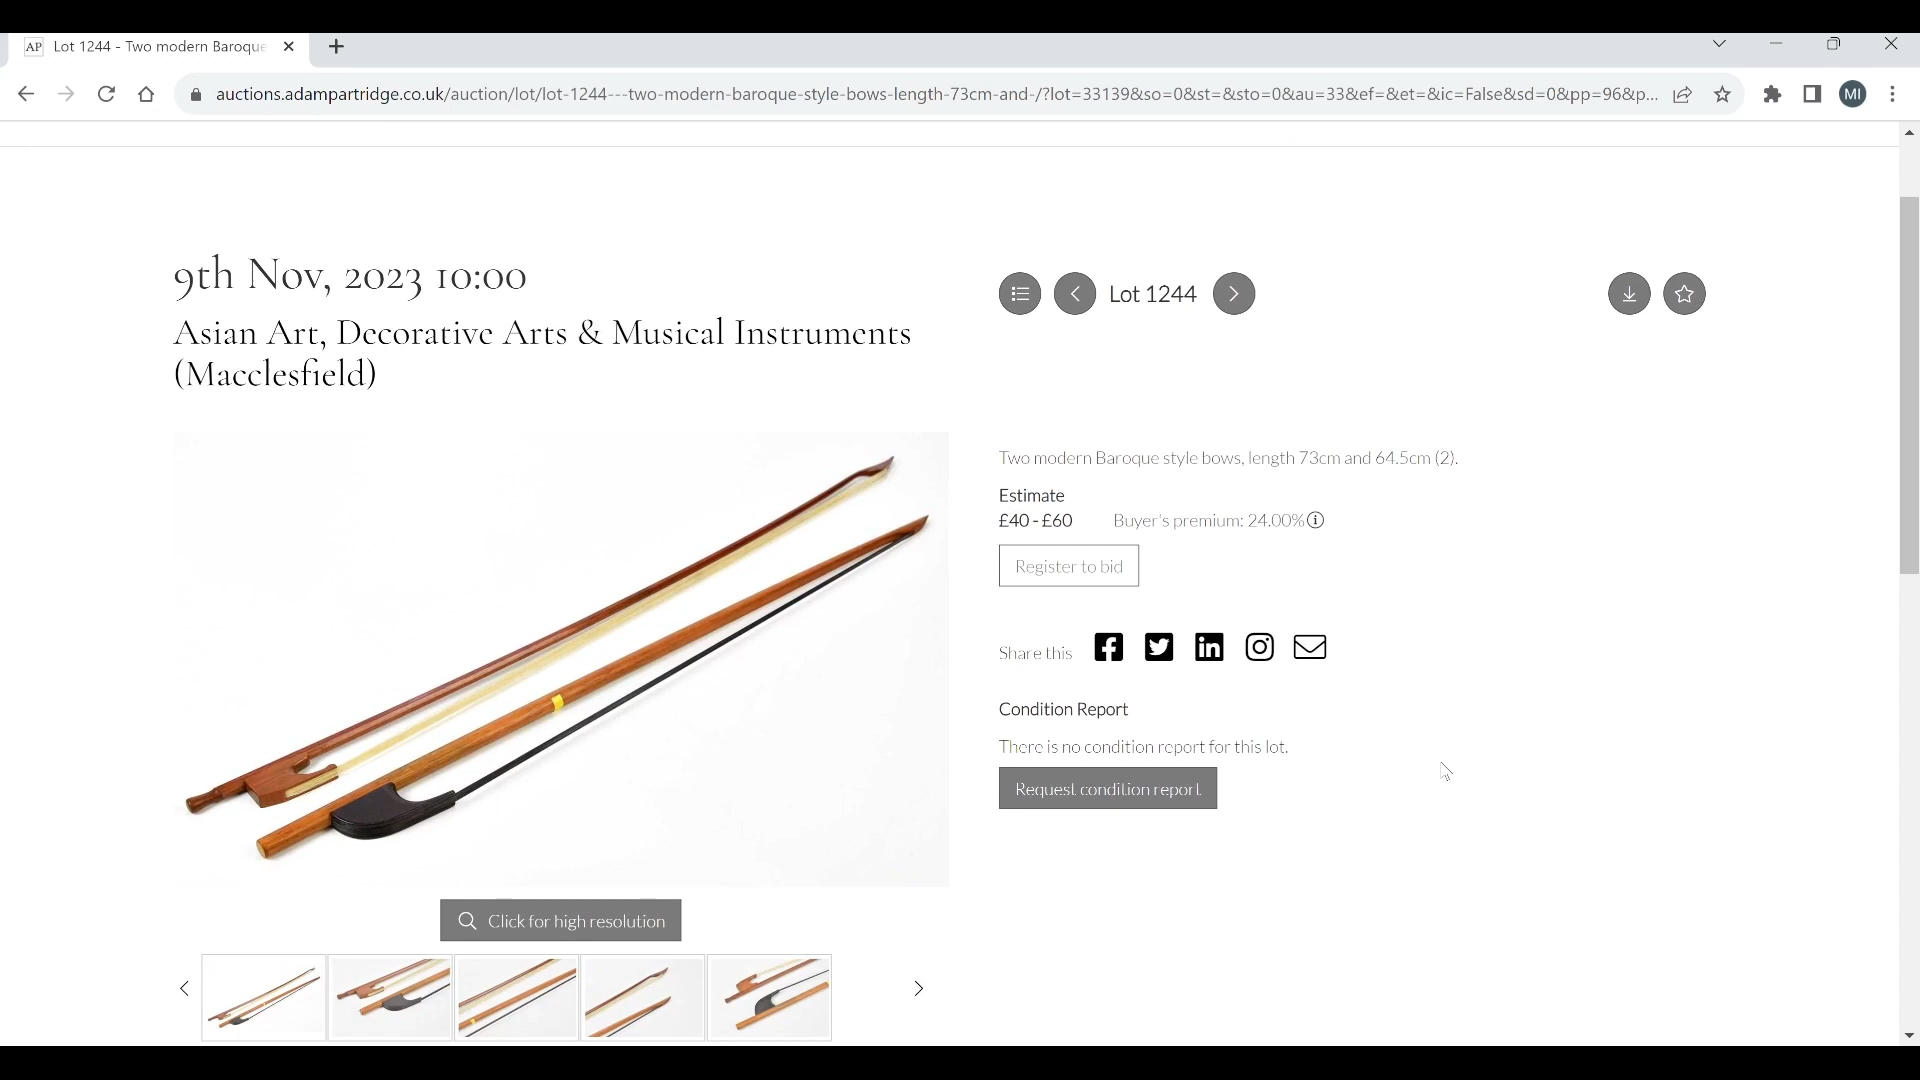 AP Lot 1244 - Two modern Baroque
auctions.adampartridge.co.uk/auction/lot/lot-1244---two-modern-baroque-style-bows-length-73cm-and-/?lot=33139&so=0&st=&sto=0&au=33&ef=&et=&ic=False&sd=0&pp=96&p...
MI
9th Nov, 2023 10:00
Lot 1244
Asian Art, Decorative Arts & Musical Instruments
(Macclesfield)
Two modern Baroque style bows, length 73cm and 64.5cm (2).
Estimate
£40 - £60 Buyer's premium: 24.00%
Register to bid
Share this
Condition Report
There is no condition report for this lot.
Request condition report
Click for high resolution